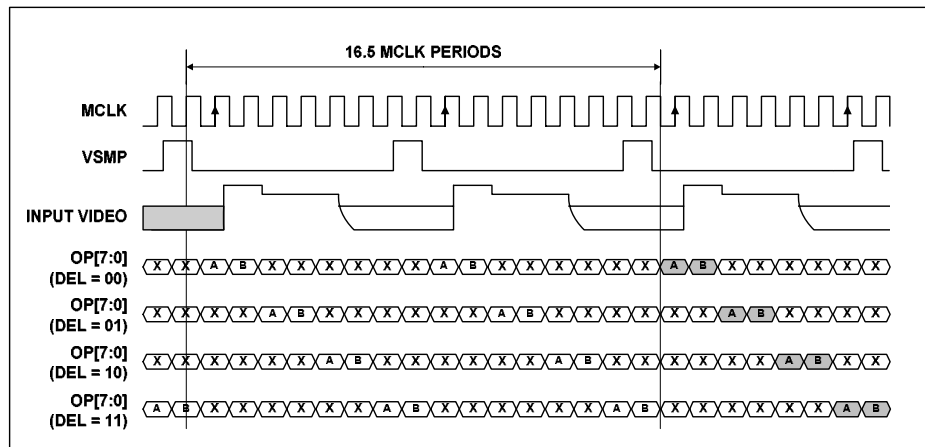 16.5 MCLK PERIODS
MCLK
VSMP
INPUT VIDEO
OP[7:0] X X A B X X X X X X A B X X X X X X A B X X X X X X
(DEL = 00)
OP[7:0] X X X X A B X X X X X X A B X X X X X X A B X X X X
(DEL = 01)
OP[7:0] X X X X X X A B X X X X X X A B X X X X X X A B X X
(DEL = 10)
OP[7:0] A B X X X X X X A B X X X X X X A B X X X X X X A B
(DEL = 11)